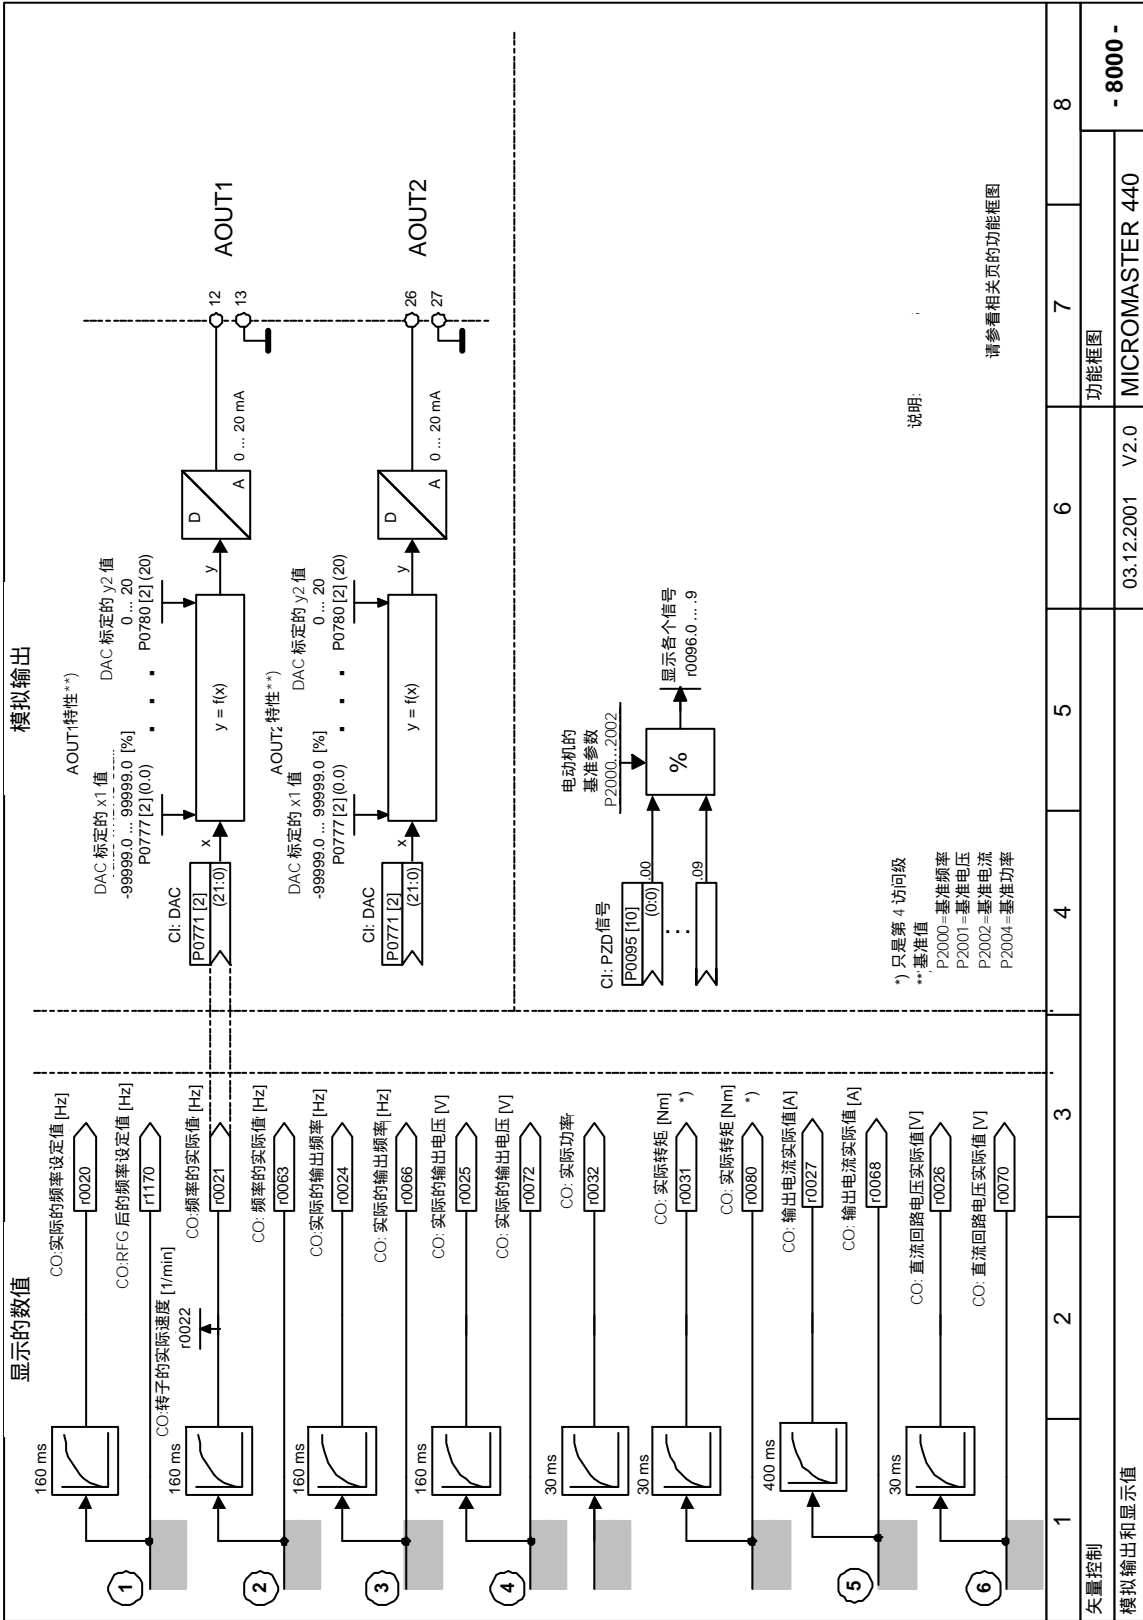 显示的数值
模拟输出
160 ms
CO:实际的频率设定值 [Hz]
r0020
1
CO:RFG 后的频率设定值 [Hz]
r1170
CO:转子的实际速度 [1/min]
r0022
160 ms
CO:频率的实际值 [Hz]
r0021
2
CO: 频率的实际值 [Hz]
r0063
160 ms
CO:实际的输出频率 [Hz]
r0024
3
CO: 实际的输出频率 [Hz]
r0066
160 ms
CO: 实际的输出电压 [V]
r0025
4
CO: 实际的输出电压 [V]
r0072
30 ms
CO: 实际功率
r0032
30 ms
CO: 实际转矩 [Nm]
r0031
*)
CO: 实际转矩 [Nm]
r0080
*)
400 ms
CO: 输出电流实际值[A]
r0027
5
CO: 输出电流实际值 [A]
r0068
30 ms
CO: 直流回路电压实际值[V]
r0026
6
CO: 直流回路电压实际值 [V]
r0070
AOUT1特性**)
DAC 标定的 x1 值
-99999.0 ... 99999.0 [%]
P0777 [2] (0.0)
DAC 标定的 y2 值
0 ... 20
P0780 [2] (20)
CI: DAC
P0771 [2]
(21:0)
x
y = f(x)
y
D
A
0 ... 20 mA
12
13
AOUT1
AOUT2 特性**)
DAC 标定的 x1 值
-99999.0 ... 99999.0 [%]
P0777 [2] (0.0)
DAC 标定的 y2 值
0 ... 20
P0780 [2] (20)
CI: DAC
P0771 [2]
(21:0)
x
y = f(x)
y
D
A
0 ... 20 mA
26
27
AOUT2
电动机的
基准参数
P2000...2002
CI: PZD信号
P0095 [10]
(0:0)
.00
.09
%
显示各个信号
r0096.0 ... .9
*) 只是第 4 访问级
** 基准值
P2000=基准频率
P2001=基准电压
P2002=基准电流
P2004=基准功率
说明:
请参看相关页的功能框图
1 2 3 4 5 6 7 8
矢量控制
功能框图
- 8000 -
模拟输出和显示值
03.12.2001 V2.0
MICROMASTER 440